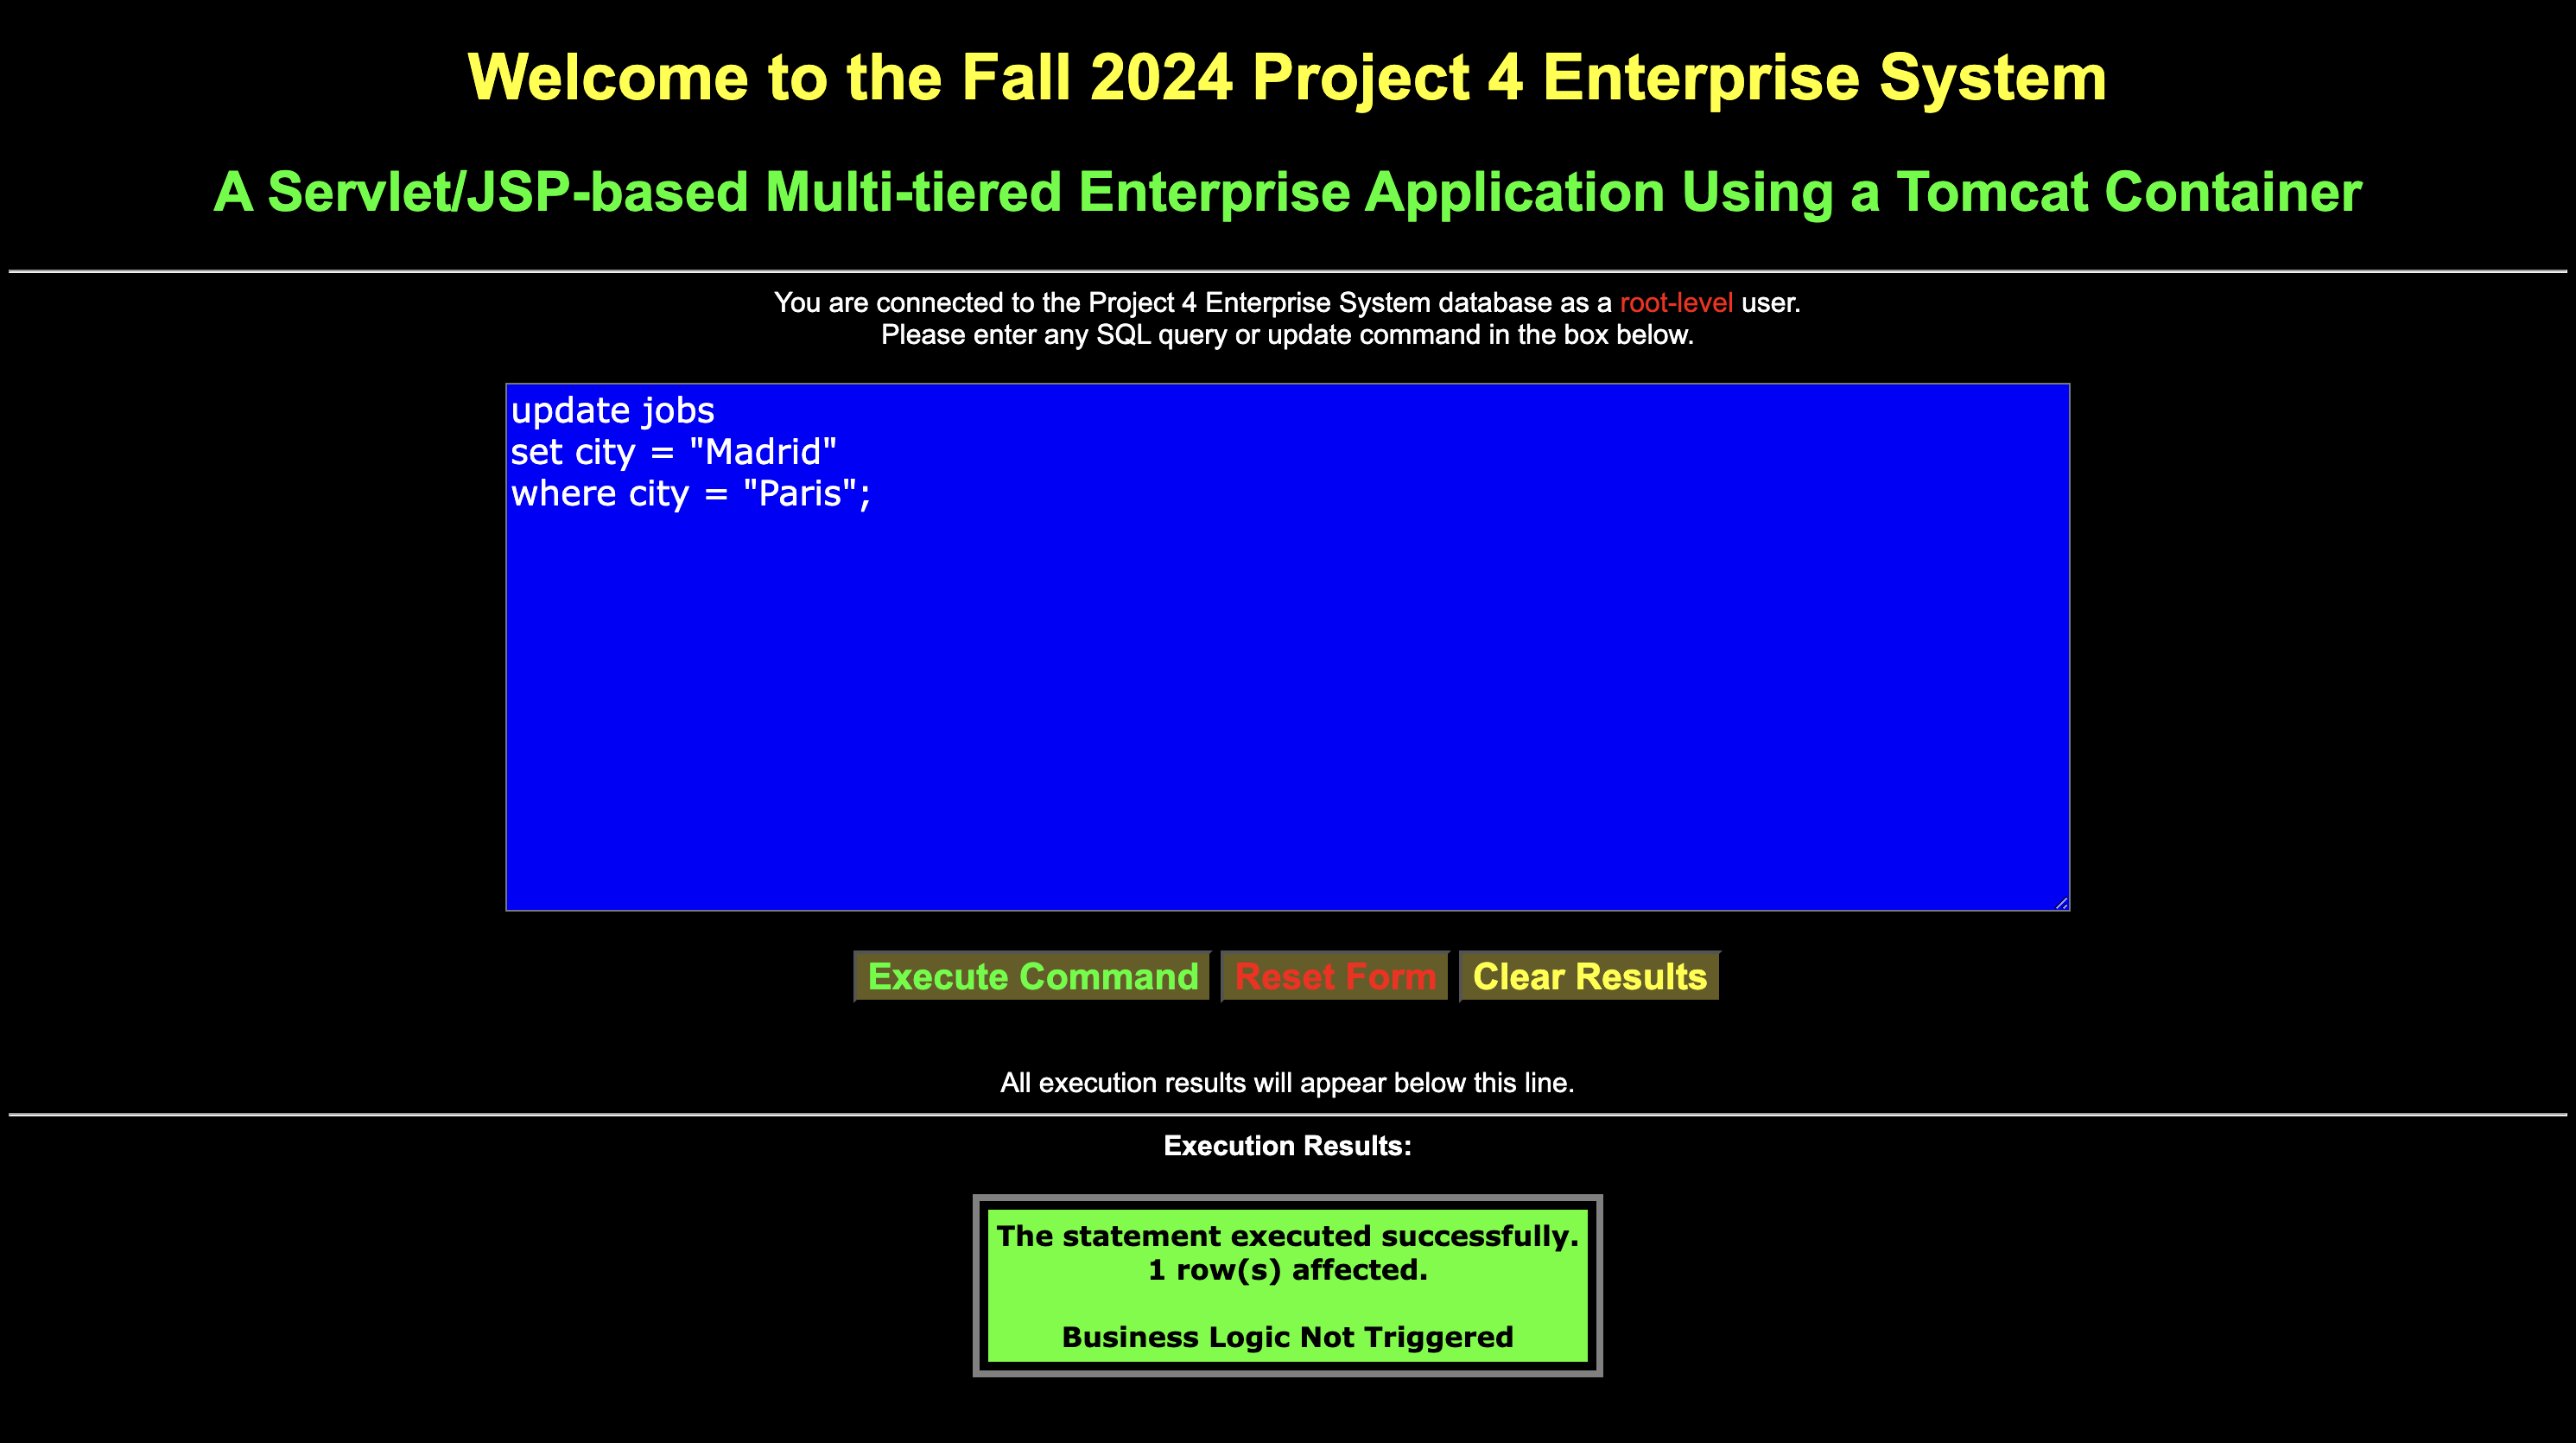 Welcome to the Fall 2024 Project 4 Enterprise System
A Servlet/JSP-based Multi-tiered Enterprise Application Using a Tomcat Container
You are connected to the Project 4 Enterprise System database as a root-level user.
Please enter any SQL query or update command in the box below.
update jobs
set city = "Madrid"
where city = "Paris";
Execute Command Reset Form Clear Results
All execution results will appear below this line.
Execution Results:
The statement executed successfully.
1 row(s) affected.
Business Logic Not Triggered